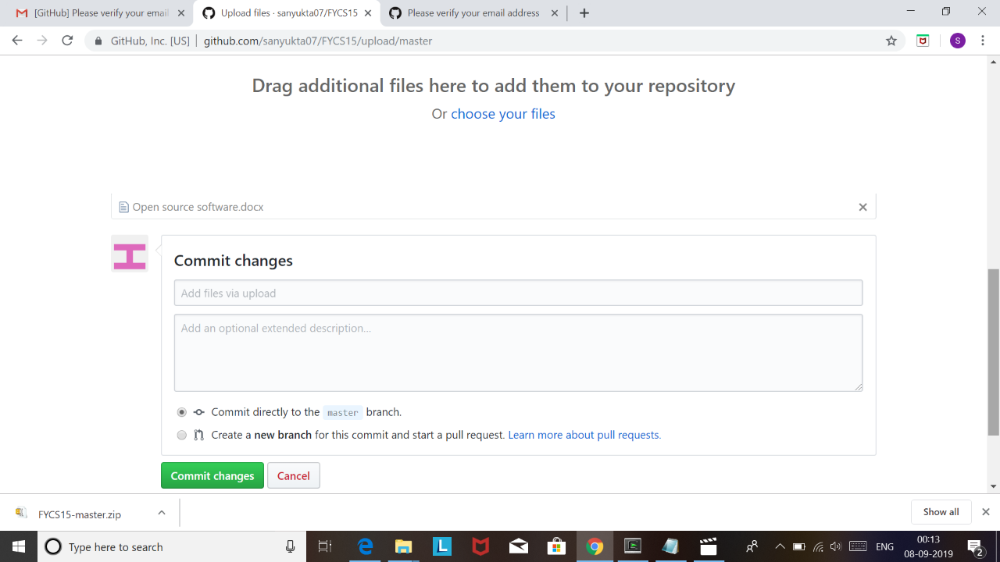 [GitHub] Please verify your email
Upload files · sanyukta07/FYCS15
Please verify your email address
GitHub, Inc. [US] | github.com/sanyukta07/FYCS15/upload/master
S
Drag additional files here to add them to your repository
Or choose your files
Open source software.docx
Commit changes
Add files via upload
Add an optional extended description...
Commit directly to the master branch.
Create a new branch for this commit and start a pull request. Learn more about pull requests.
Commit changes
Cancel
FYCS15-master.zip
Show all
Type here to search
L
ENG
00:13
08-09-2019
2